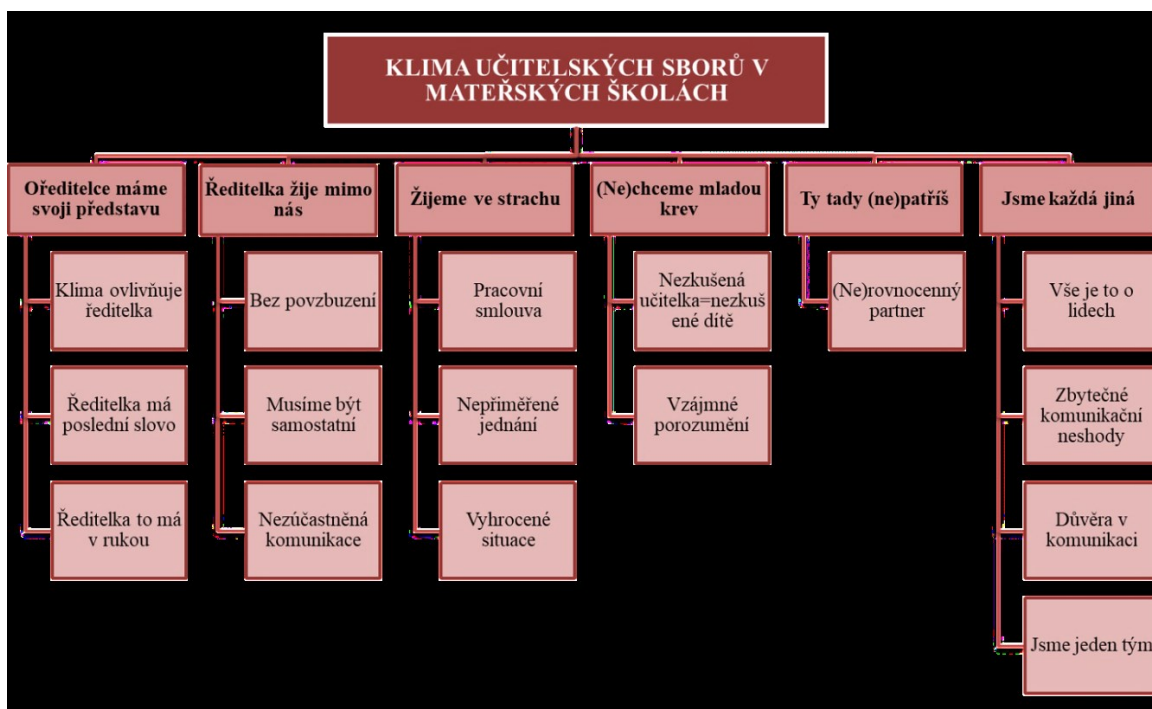 KLIMA UČITELSKÝCH SBORŮ V
MATEŘSKÝCH ŠKOLÁCH
Oředitelce máme
svoji představu
Klima ovlivňuje
ředitelka
Ředitelka má
poslední slovo
Ředitelka to má
v rukou
Ředitelka žije mimo
nás
Bez povzbuzení
Musíme být
samostatní
Nezúčastněná
komunikace
Žijeme ve strachu
Pracovní
smlouva
Nepřiměřené
jednání
Vyhrocené
situace
(Ne)chceme mladou
krev
Nezkušená
učitelka=nezkuš
ené dítě
Vzájmné
porozumění
Ty tady (ne)patříš
(Ne)rovnocenný
partner
Jsme každá jiná
Vše je to o
lidech
Zbytečné
komunikační
neshody
Důvěra v
komunikaci
Jsme jeden tým